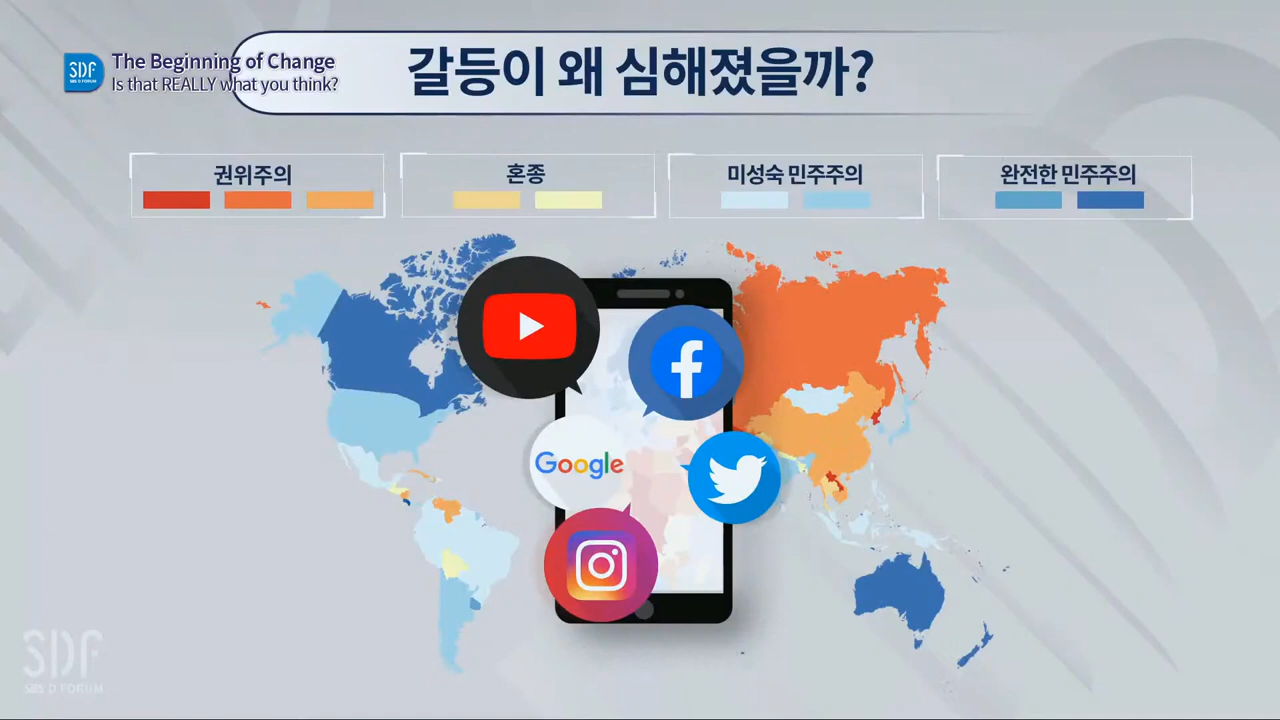 SDF
SBS D FORUM
The Beginning of Change
Is that REALLY what you think?
갈등이 왜 심해졌을까?
권위주의
혼종
미성숙 민주주의
완전한 민주주의
f
Google
SDF
SBS D FORUM